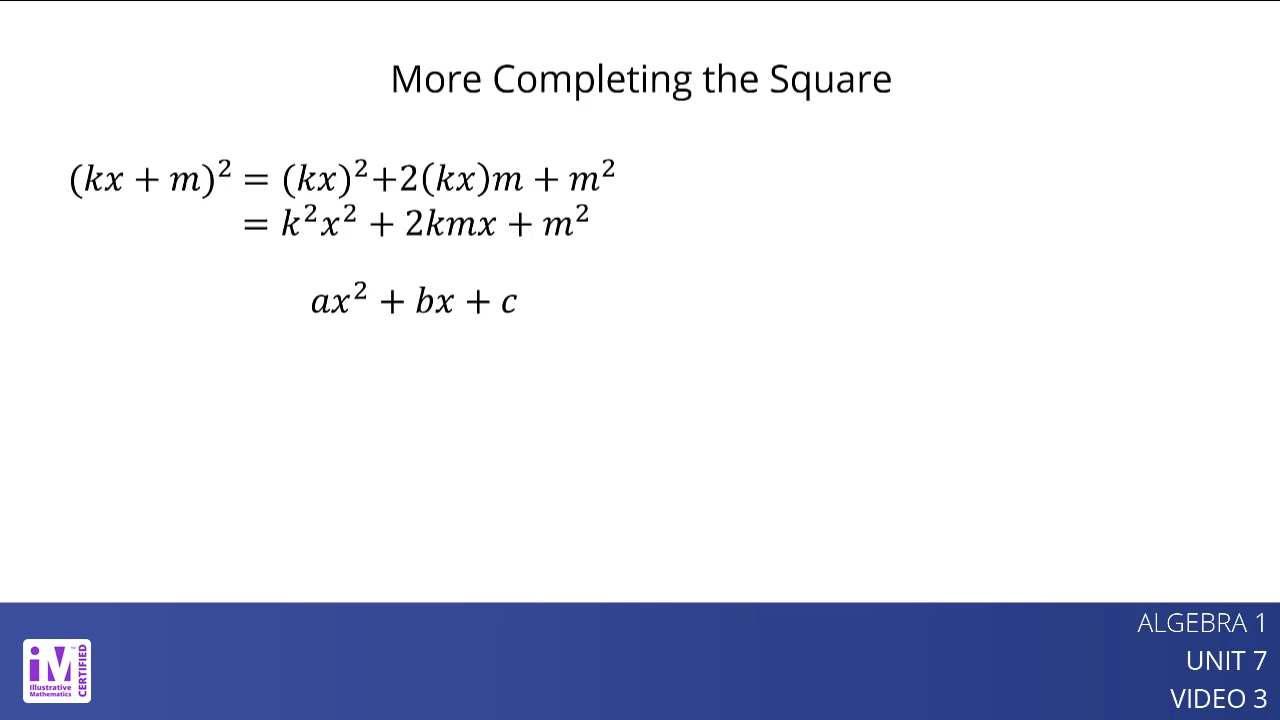 More Completing the Square
(kx + m)² = (kx)²+2(kx)m + m²
= k²x² + 2kmx + m²
ax² + bx + c
ALGEBRA 1
UNIT 7
VIDEO 3
iM™
Illustrative
Mathematics
CERTIFIED